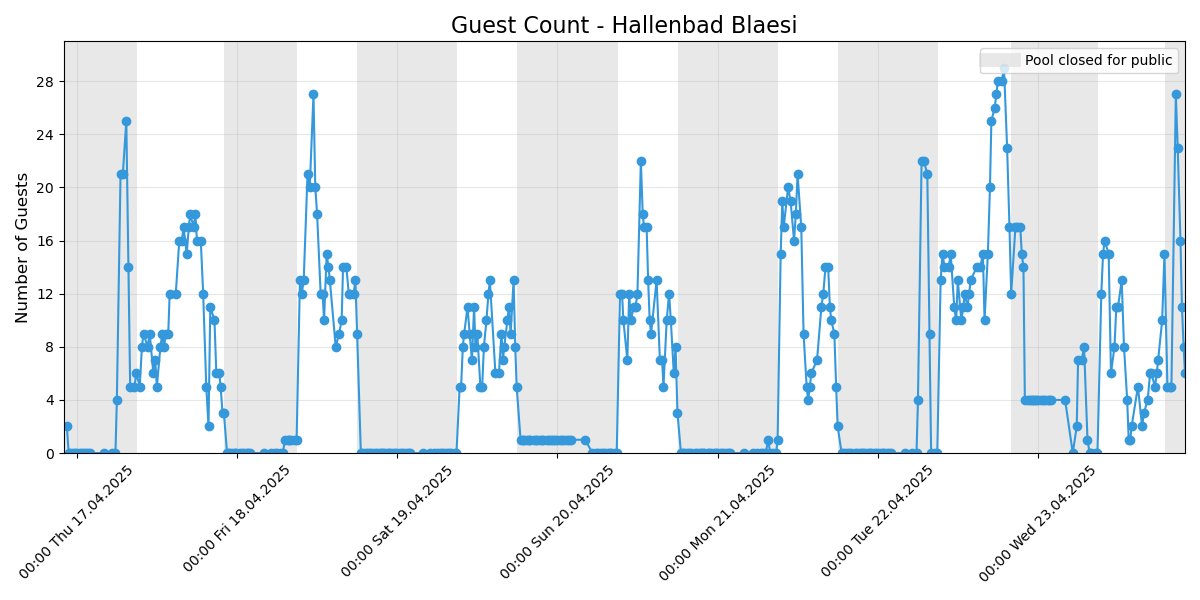 Guest Count - Hallenbad Blaesi
Pool closed for public
Number of Guests
28
24
20
16
12
8
4
0
00:00 Thu 17.04.2025
00:00 Fri 18.04.2025
00:00 Sat 19.04.2025
00:00 Sun 20.04.2025
00:00 Mon 21.04.2025
00:00 Tue 22.04.2025
00:00 Wed 23.04.2025